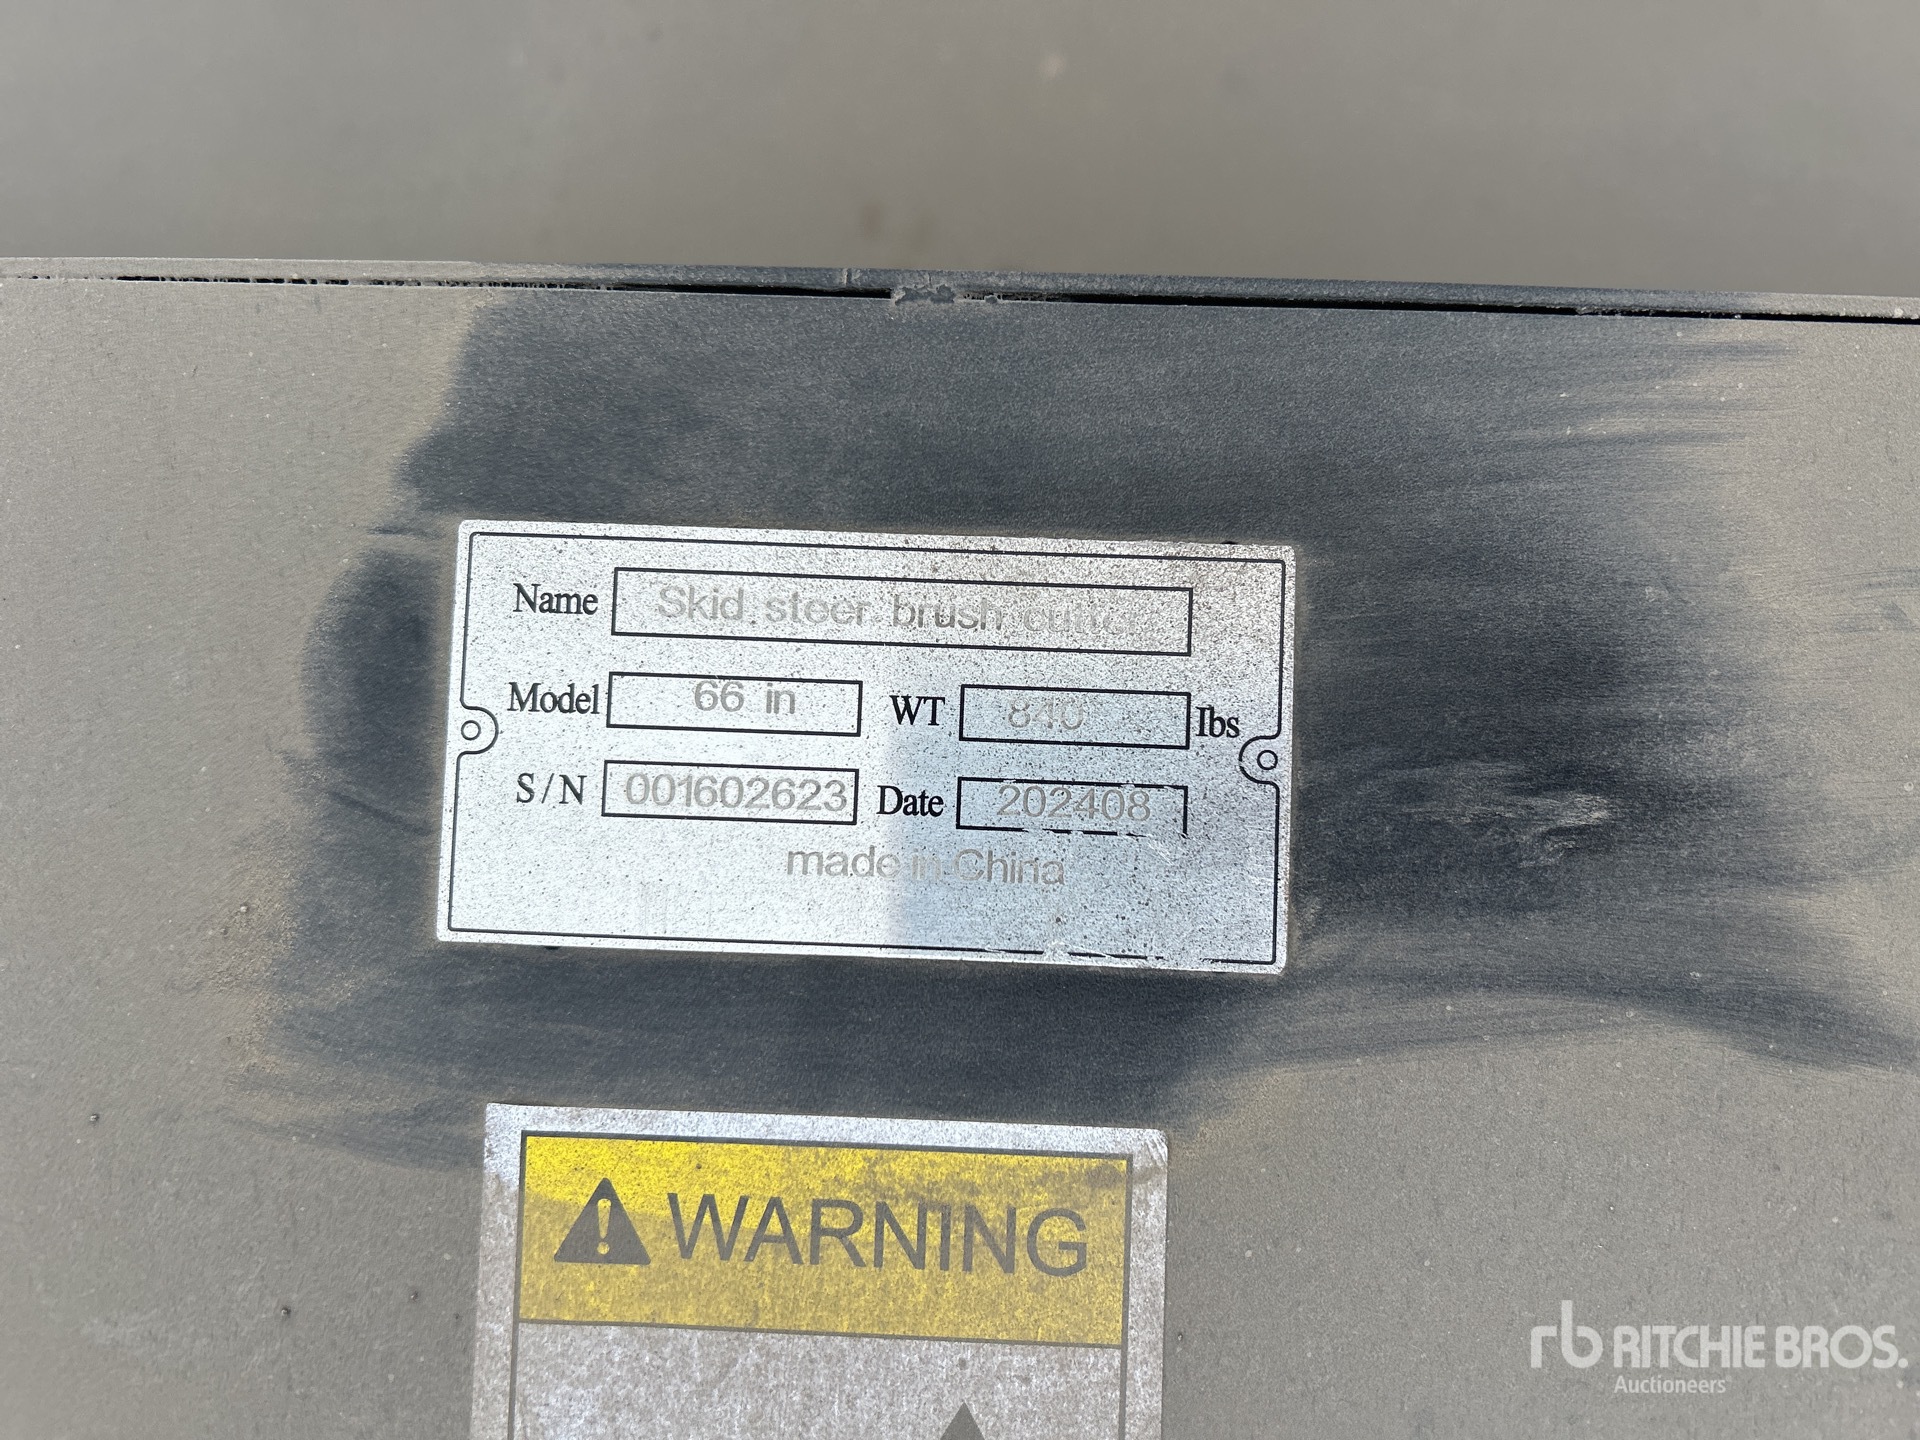 Name Skid steer brush cutter
Model 66 in WT 840 lbs
S/N 001602623 Date 202408
made in China
WARNING
rb RITCHIE BROS.
Auctioneers